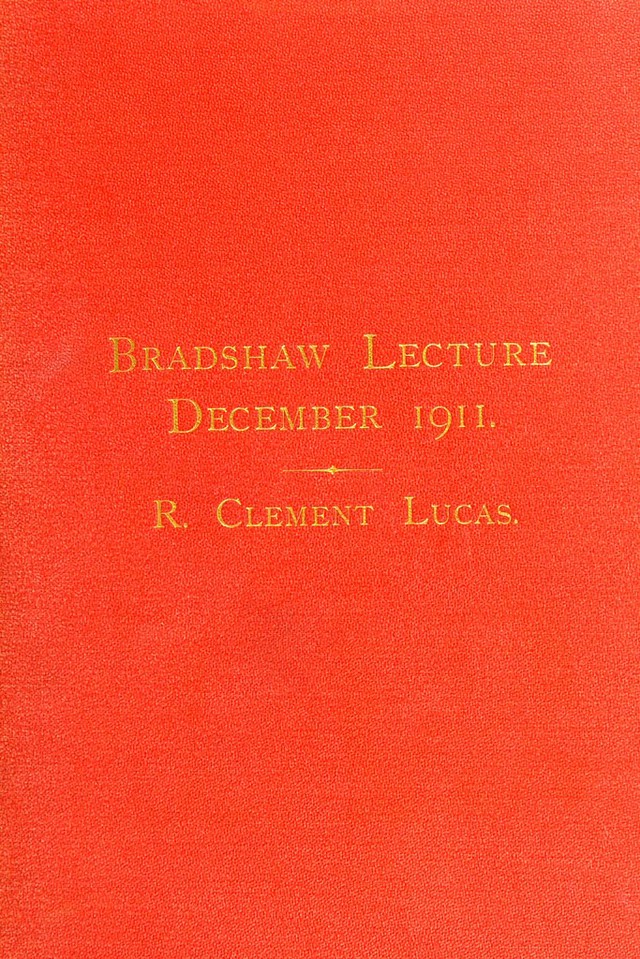 BRADSHAW LECTURE
DECEMBER 1911.
R. CLEMENT LUCAS.